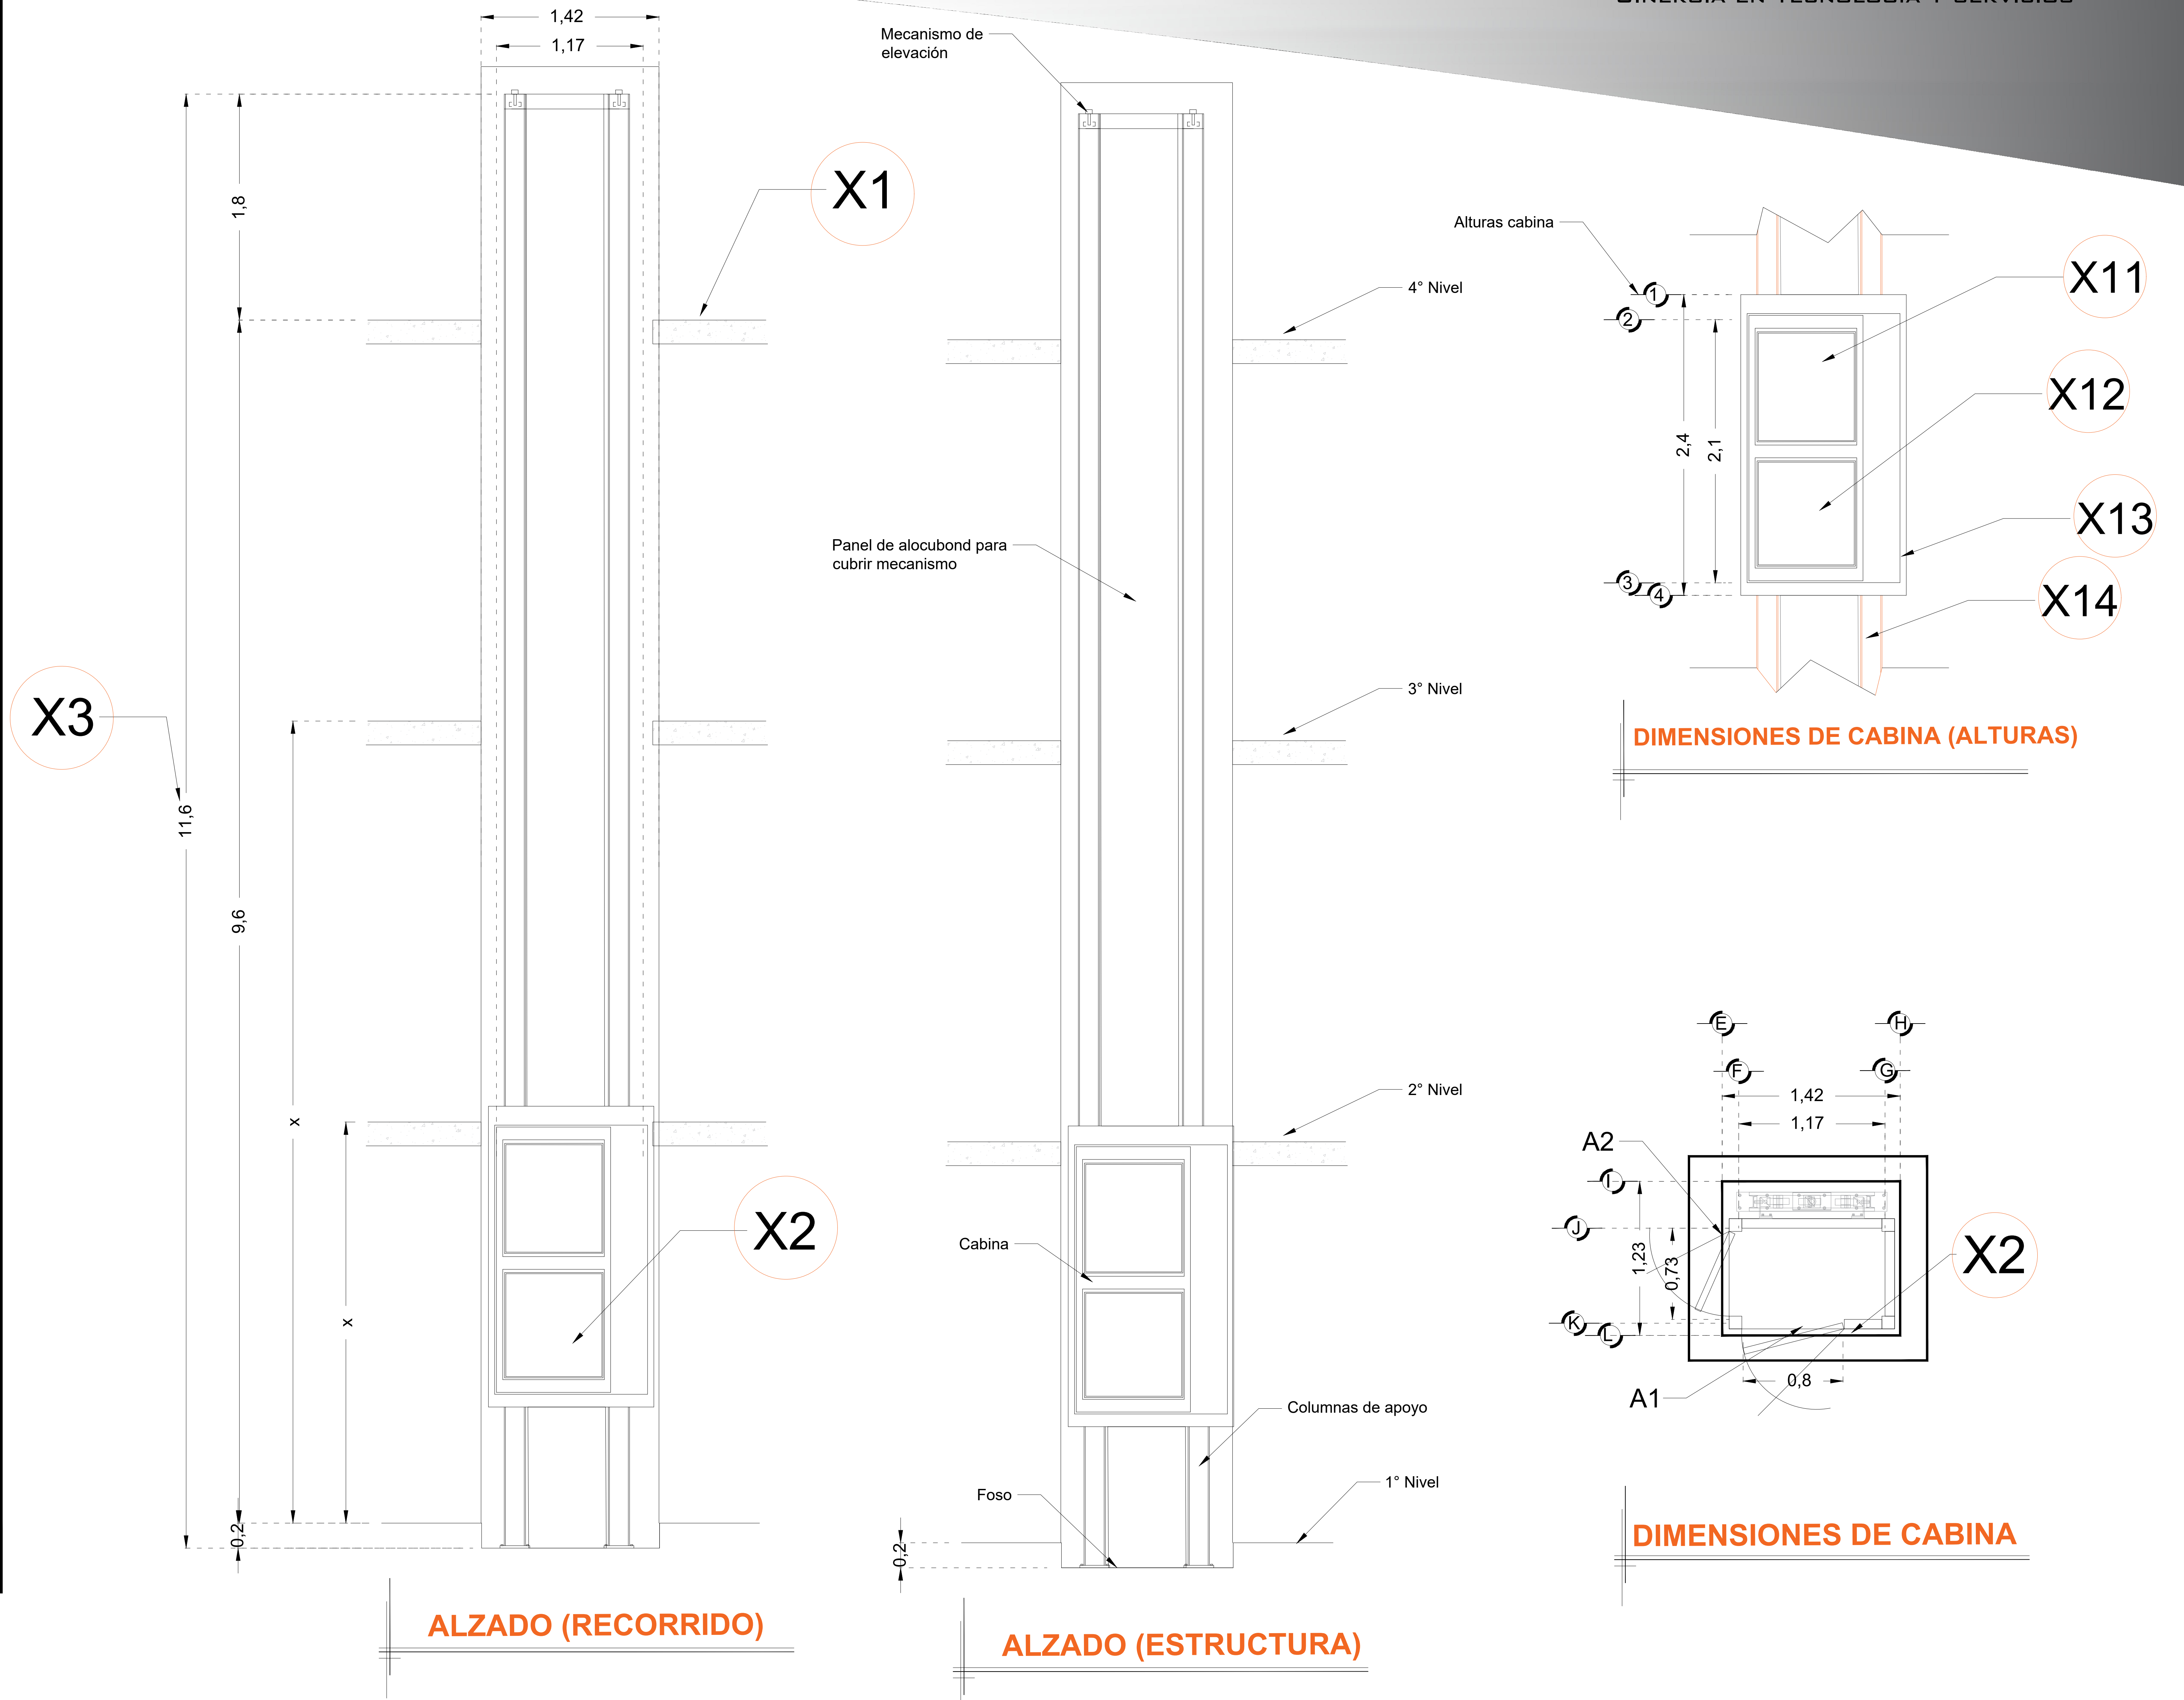 1,42
1,17
1,8
9,6
11,6
x
x
0,2
X1
X2
X3
ALZADO (RECORRIDO)
Mecanismo de
elevación
4° Nivel
Panel de alocubond para
cubrir mecanismo
3° Nivel
2° Nivel
Cabina
Columnas de apoyo
Foso
1° Nivel
0,2
ALZADO (ESTRUCTURA)
Alturas cabina
1
2
2,4
2,1
3
4
X11
X12
X13
X14
DIMENSIONES DE CABINA (ALTURAS)
E
H
F
G
1,42
1,17
A2
I
J
1,23
0,73
X2
K
L
0,8
A1
DIMENSIONES DE CABINA